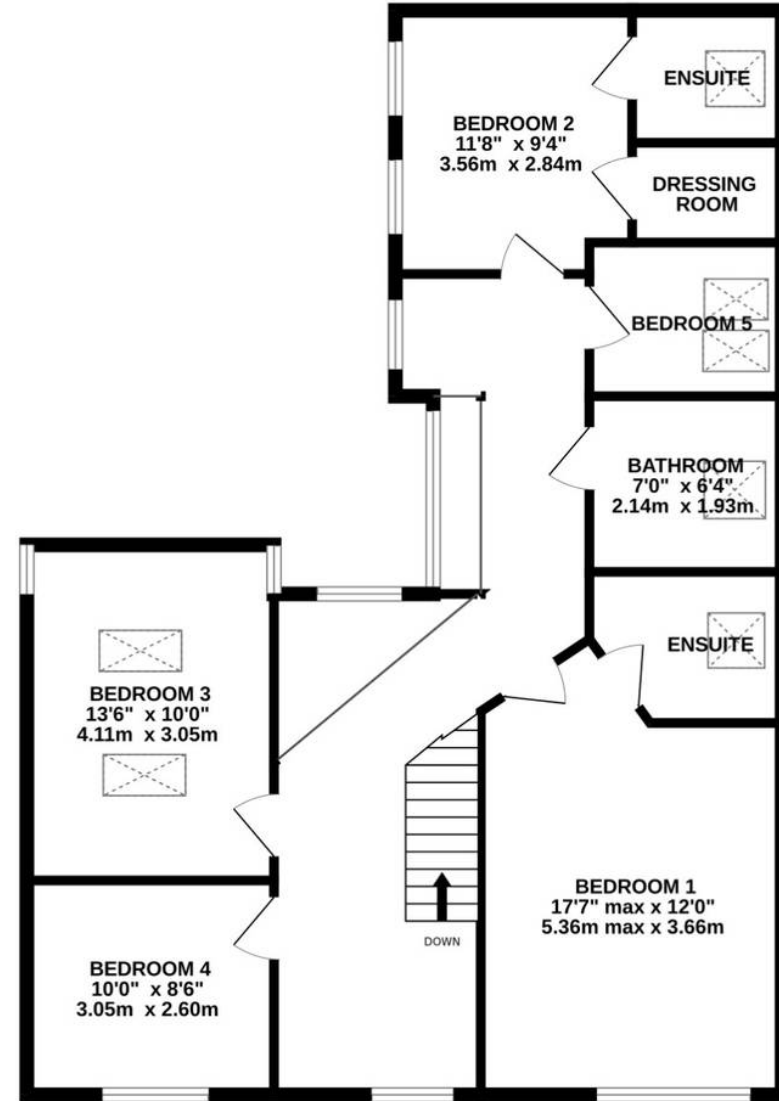 ENSUITE
BEDROOM 2
11'8" x 9'4"
3.56m x 2.84m
DRESSING
ROOM
BEDROOM 5
BATHROOM
7'0" x 6'4"
2.14m x 1.93m
ENSUITE
BEDROOM 3
13'6" x 10'0"
4.11m x 3.05m
BEDROOM 1
17'7" max x 12'0"
5.36m max x 3.66m
DOWN
BEDROOM 4
10'0" x 8'6"
3.05m x 2.60m